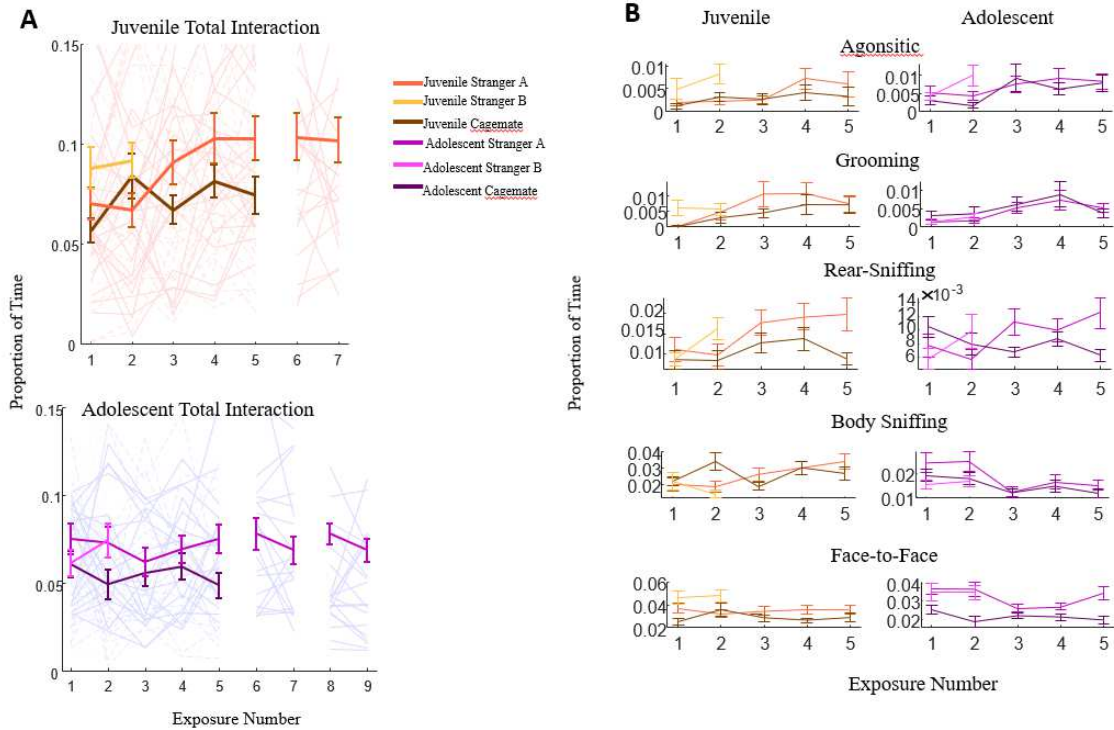 A
Juvenile Total Interaction
0.15
0.1
0.05
0
1 2 3 4 5 6 7
Juvenile Stranger A
Juvenile Stranger B
Juvenile Cagemate
Adolescent Stranger A
Adolescent Stranger B
Adolescent Cagemate
Proportion of Time
Adolescent Total Interaction
0.15
0.1
0.05
0
1 2 3 4 5 6 7 8 9
Exposure Number
B
Juvenile Adolescent
Agonsitic
0.01
0.005
0
1 2 3 4 5
0.01
0.005
0
1 2 3 4 5
Grooming
0.01
0.005
0
1 2 3 4 5
0.01
0.005
0
1 2 3 4 5
Rear-Sniffing
0.02
0.015
0.01
1 2 3 4 5
×10⁻³
14
12
10
8
6
1 2 3 4 5
Proportion of Time
Body Sniffing
0.04
0.03
0.02
1 2 3 4 5
0.02
0.01
1 2 3 4 5
Face-to-Face
0.06
0.04
0.02
1 2 3 4 5
0.04
0.03
0.02
1 2 3 4 5
Exposure Number